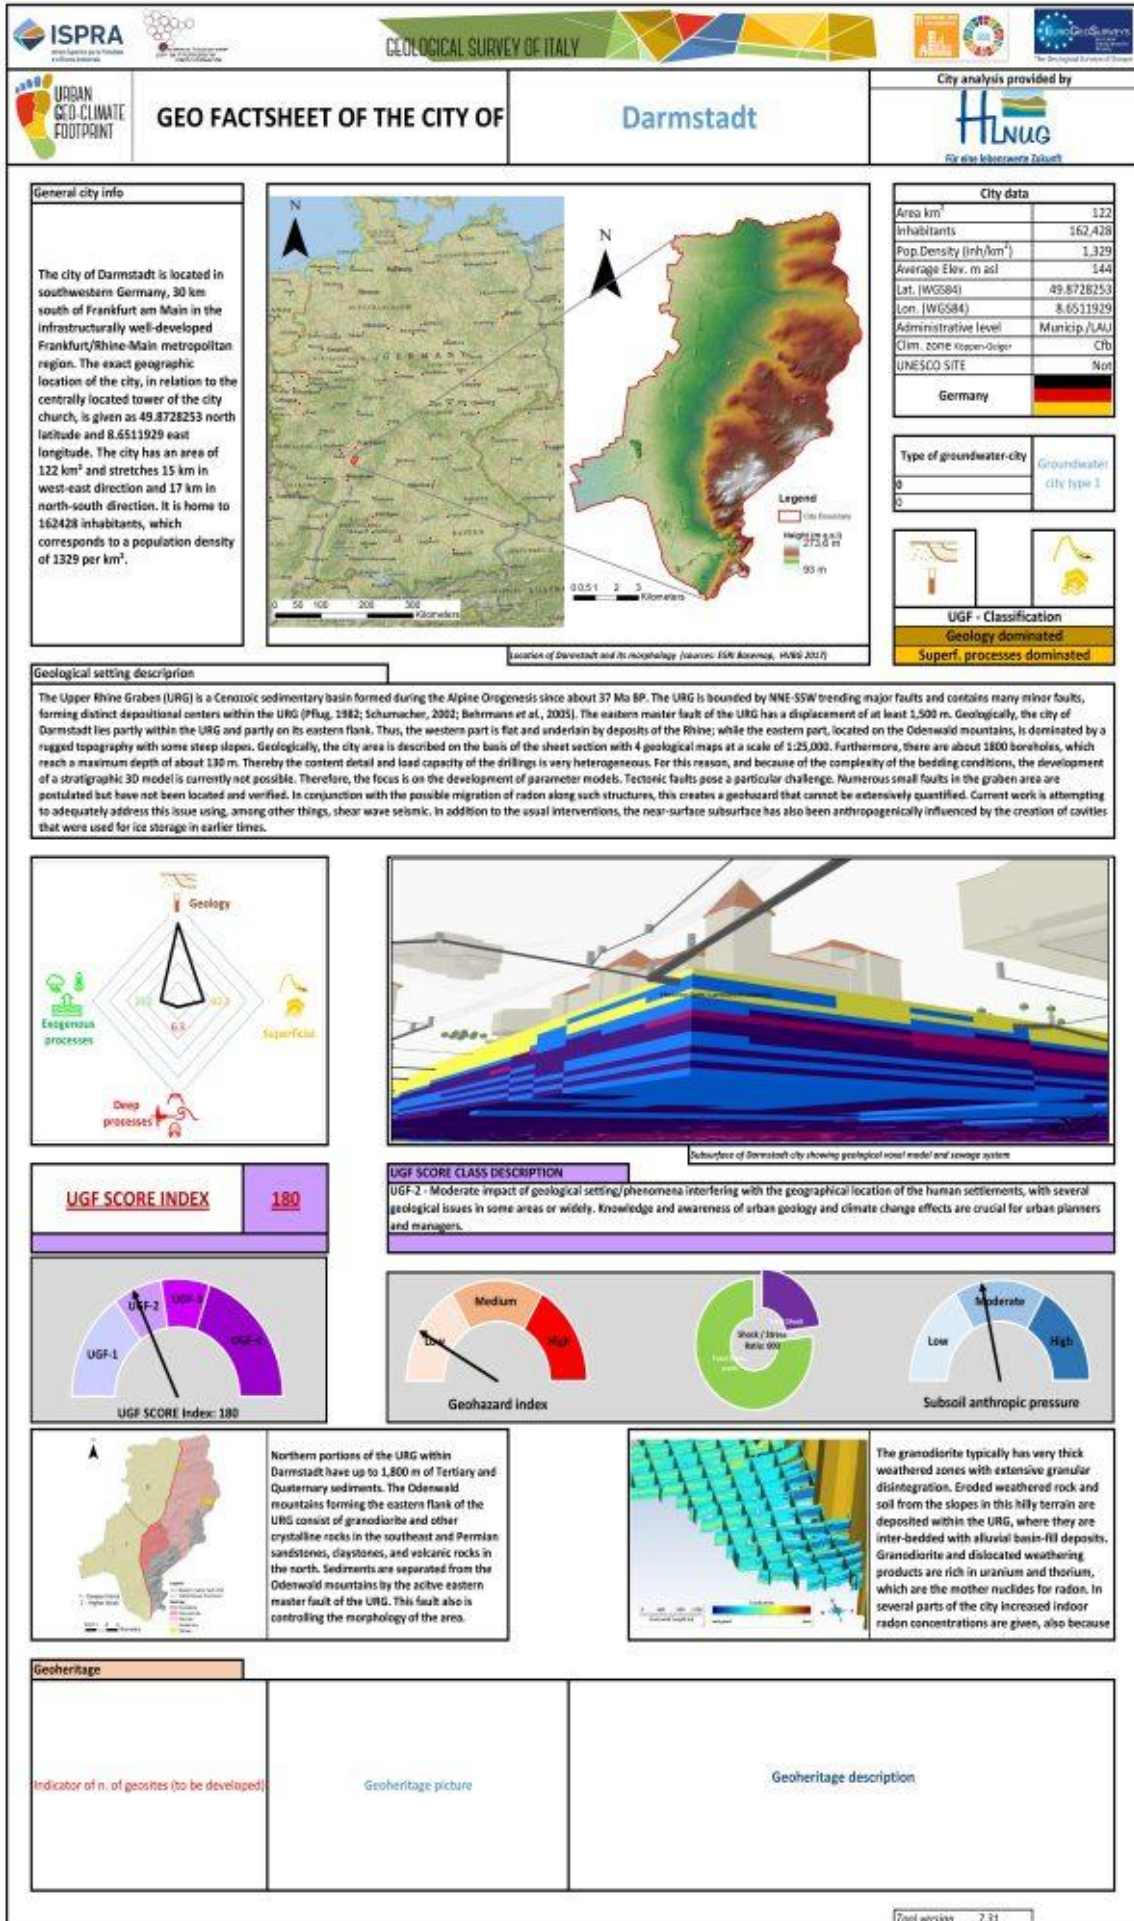 ISPRA
GEOLOGICAL SURVEY OF ITALY
EUROGEOSURVEYS
The Geological Surveys of Europe
URBAN
GEO-CLIMATE
FOOTPRINT
GEO FACTSHEET OF THE CITY OF
Darmstadt
City analysis provided by
HLNUG
Für eine lebenswerte Zukunft
General city info
The city of Darmstadt is located in
southwestern Germany, 30 km
south of Frankfurt am Main in the
infrastructurally well-developed
Frankfurt/Rhine-Main metropolitan
region. The exact geographic
location of the city, in relation to the
centrally located tower of the city
church, is given as 49.8728253 north
latitude and 8.6511929 east
longitude. The city has an area of
122 km² and stretches 15 km in
west-east direction and 17 km in
north-south direction. It is home to
162428 inhabitants, which
corresponds to a population density
of 1329 per km².
N
N
GERMANY
0 50 100 200 300
Kilometers
Legend
City Boundary
Height (m a.s.l)
273,6 m
93 m
0 0,5 1 2 3
Kilometers
Location of Darmstadt and its morphology (sources: ESRI Basemap, HVBG 2017)
City data
Area km² 122
Inhabitants 162,428
Pop.Density (inh/km²) 1,329
Average Elev. m asl 144
Lat. (WGS84) 49.8728253
Lon. (WGS84) 8.6511929
Administrative level Municip./LAU
Clim. zone Köppen-Geiger Cfb
UNESCO SITE Not
Germany
Type of groundwater-city
0
0
Groundwater
city type 1
UGF - Classification
Geology dominated
Superf. processes dominated
Geological setting descriprion
The Upper Rhine Graben (URG) is a Cenozoic sedimentary basin formed during the Alpine Orogenesis since about 37 Ma BP. The URG is bounded by NNE-SSW trending major faults and contains many minor faults,
forming distinct depositional centers within the URG (Pflug, 1982; Schumacher, 2002; Behrmann et al., 2005). The eastern master fault of the URG has a displacement of at least 1,500 m. Geologically, the city of
Darmstadt lies partly within the URG and partly on its eastern flank. Thus, the western part is flat and underlain by deposits of the Rhine; while the eastern part, located on the Odenwald mountains, is dominated by a
rugged topography with some steep slopes. Geologically, the city area is described on the basis of the sheet section with 4 geological maps at a scale of 1:25,000. Furthermore, there are about 1800 boreholes, which
reach a maximum depth of about 130 m. Thereby the content detail and load capacity of the drillings is very heterogeneous. For this reason, and because of the complexity of the bedding conditions, the development
of a stratigraphic 3D model is currently not possible. Therefore, the focus is on the development of parameter models. Tectonic faults pose a particular challenge. Numerous small faults in the graben area are
postulated but have not been located and verified. In conjunction with the possible migration of radon along such structures, this creates a geohazard that cannot be extensively quantified. Current work is attempting
to adequately address this issue using, among other things, shear wave seismic. In addition to the usual interventions, the near-surface subsurface has also been anthropogenically influenced by the creation of cavities
that were used for ice storage in earlier times.
Geology
Exogenous
processes
Superficial
6.3
Deep
processes
Subsurface of Darmstadt city showing geological voxel model and sewage system
UGF SCORE INDEX 180
UGF SCORE CLASS DESCRIPTION
UGF-2 - Moderate impact of geological setting/phenomena interfering with the geographical location of the human settlements, with several
geological issues in some areas or widely. Knowledge and awareness of urban geology and climate change effects are crucial for urban planners
and managers.
UGF-1
UGF-2
UGF-3
UGF-4
UGF SCORE Index: 180
Low
Medium
High
Geohazard index
Shock / Stress
Low
Moderate
High
Subsoil anthropic pressure
Northern portions of the URG within
Darmstadt have up to 1,800 m of Tertiary and
Quaternary sediments. The Odenwald
mountains forming the eastern flank of the
URG consist of granodiorite and other
crystalline rocks in the southeast and Permian
sandstones, claystones, and volcanic rocks in
the north. Sediments are separated from the
Odenwald mountains by the acitve eastern
master fault of the URG. This fault also is
controlling the morphology of the area.
The granodiorite typically has very thick
weathered zones with extensive granular
disintegration. Eroded weathered rock and
soil from the slopes in this hilly terrain are
deposited within the URG, where they are
inter-bedded with alluvial basin-fill deposits.
Granodiorite and dislocated weathering
products are rich in uranium and thorium,
which are the mother nuclides for radon. In
several parts of the city increased indoor
radon concentrations are given, also because
Geoheritage
Indicator of n. of geosites (to be developed)
Geoheritage picture
Geoheritage description
Tool version 7.31